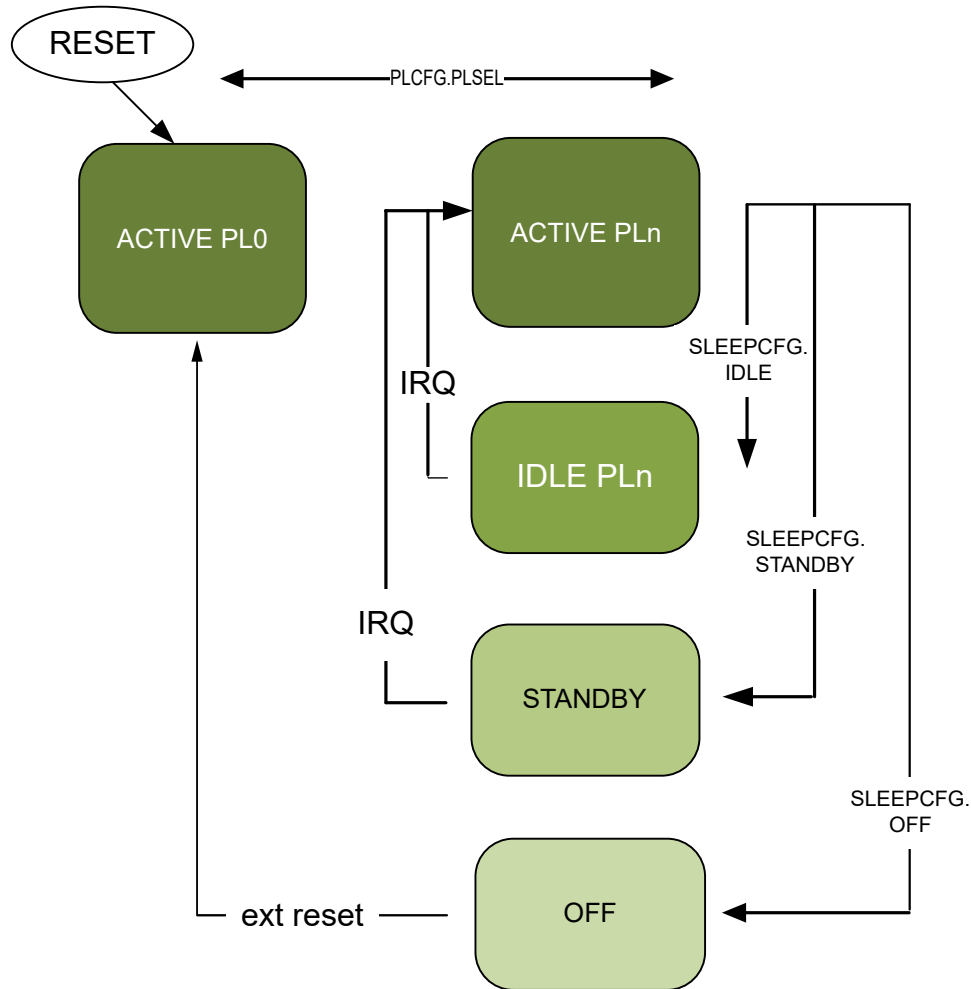 RESET
PLCFG.PLSEL
ACTIVE PL0
ACTIVE PLn
SLEEPCFG.
IDLE
IRQ
IDLE PLn
SLEEPCFG.
STANDBY
IRQ
STANDBY
SLEEPCFG.
OFF
ext reset
OFF